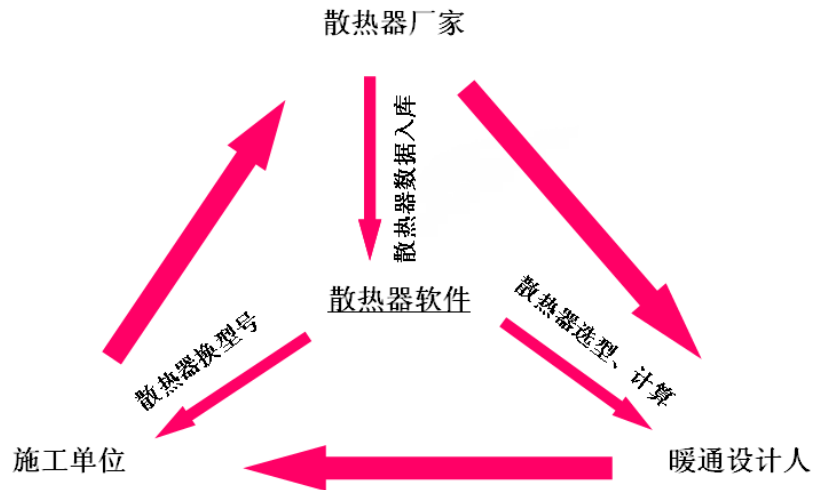 散热器厂家
散热器数据入库
散热器软件
散热器换型号
散热器选型、计算
施工单位
暖通设计人